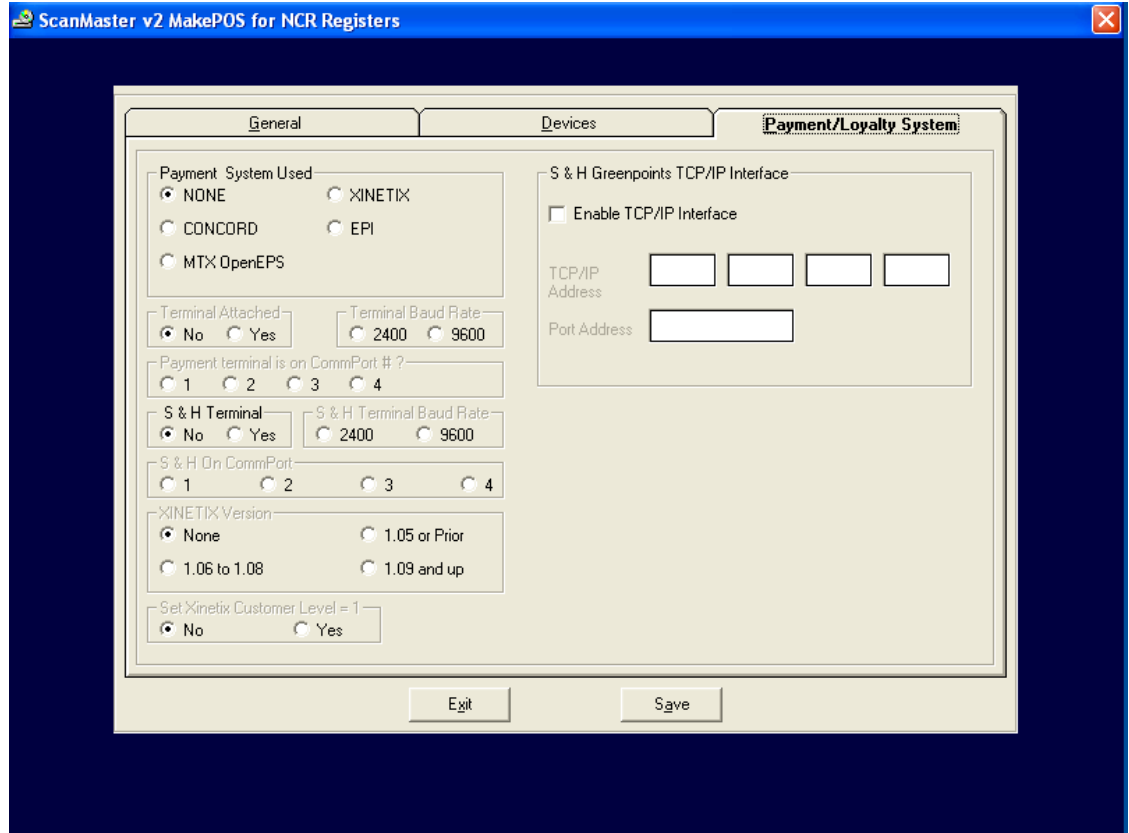 ScanMaster v2 MakePOS for NCR Registers
General Devices Payment/Loyalty System
Payment System Used
NONE XINETIX
CONCORD EPI
MTX OpenEPS
Terminal Attached Terminal Baud Rate
No Yes 2400 9600
Payment terminal is on CommPort # ?
1 2 3 4
S & H Terminal S & H Terminal Baud Rate
No Yes 2400 9600
S & H On CommPort
1 2 3 4
XINETIX Version
None 1.05 or Prior
1.06 to 1.08 1.09 and up
Set Xinetix Customer Level = 1
No Yes
S & H Greenpoints TCP/IP Interface
Enable TCP/IP Interface
TCP/IP
Address
Port Address
Exit Save